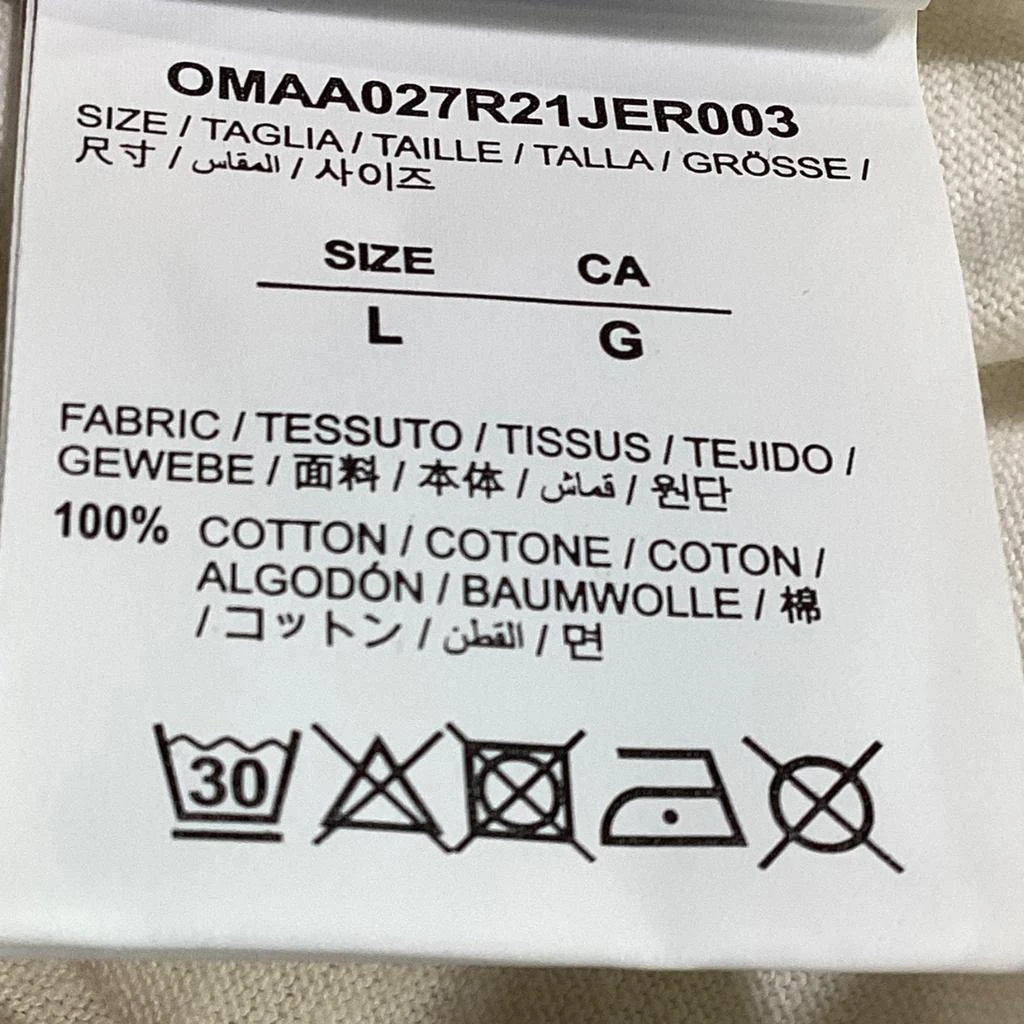 OMAA027R21JER003
SIZE / TAGLIA / TAILLE / TALLA / GRÖSSE /
尺寸 / المقاس / 사이즈
SIZE CA
L G
FABRIC / TESSUTO / TISSUS / TEJIDO /
GEWEBE / 面料 / 本体 / قماش / 원단
100% COTTON / COTONE / COTON /
ALGODÓN / BAUMWOLLE / 棉
/ コットン / القطن / 면
30